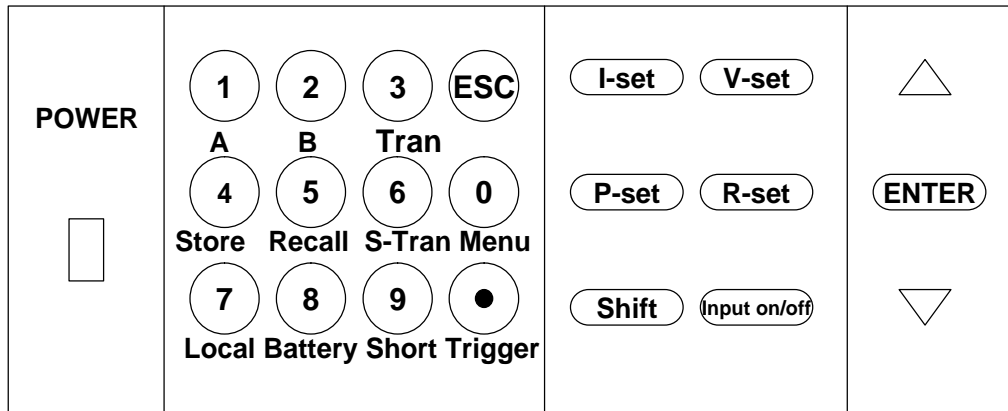 POWER
1 2 3 ESC
A B Tran
4 5 6 0
Store Recall S-Tran Menu
7 8 9
Local Battery Short Trigger
I-set V-set
P-set R-set
Shift Input on/off
ENTER